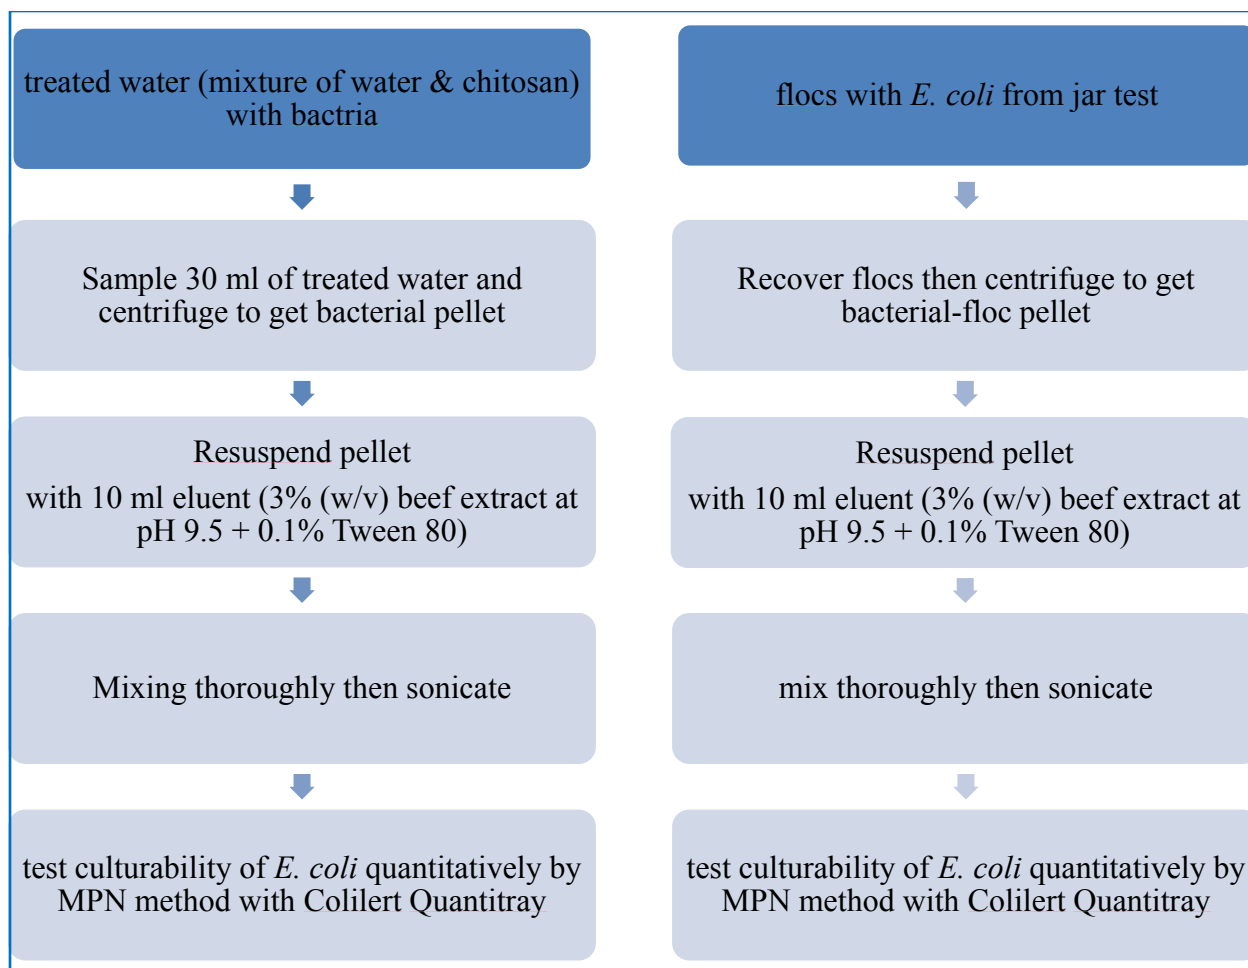 treated water (mixture of water & chitosan)
with bactria
Sample 30 ml of treated water and
centrifuge to get bacterial pellet
Resuspend pellet
with 10 ml eluent (3% (w/v) beef extract at
pH 9.5 + 0.1% Tween 80)
Mixing thoroughly then sonicate
test culturability of E. coli quantitatively by
MPN method with Colilert Quantitray
flocs with E. coli from jar test
Recover flocs then centrifuge to get
bacterial-floc pellet
Resuspend pellet
with 10 ml eluent (3% (w/v) beef extract at
pH 9.5 + 0.1% Tween 80)
mix thoroughly then sonicate
test culturability of E. coli quantitatively by
MPN method with Colilert Quantitray